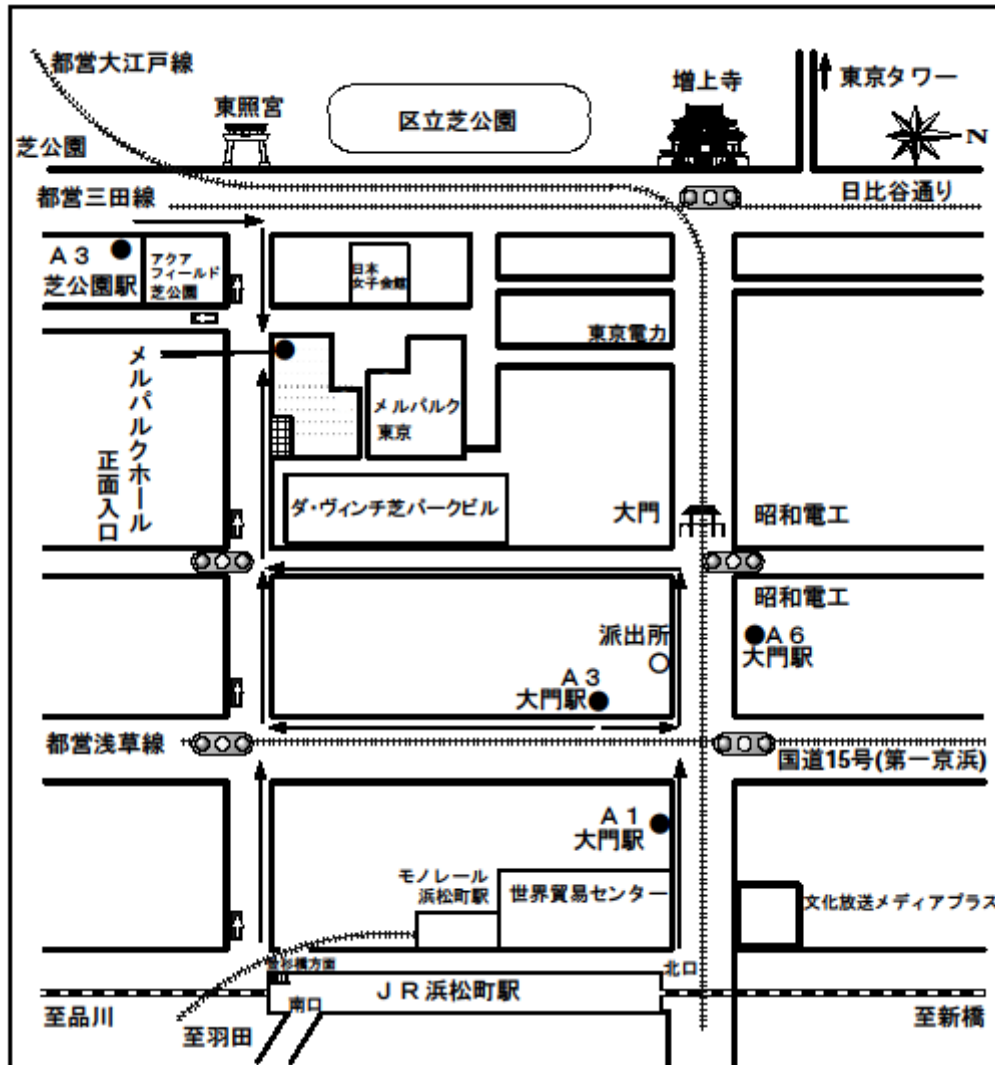 都営大江戸線
東照宮
区立芝公園
増上寺
東京タワー
N
芝公園
都営三田線
日比谷通り
A3
芝公園駅
アクア
フィールド
芝公園
日本
女子会館
東京電力
メルパルクホール
正面入口
メルパルク
東京
ダ・ヴィンチ芝パークビル
大門
昭和電工
昭和電工
派出所
A6
大門駅
A3
大門駅
都営浅草線
国道15号(第一京浜)
A1
大門駅
モノレール
浜松町駅
世界貿易センター
文化放送メディアプラス
金杉橋方面
北口
JR浜松町駅
南口
至品川
至羽田
至新橋